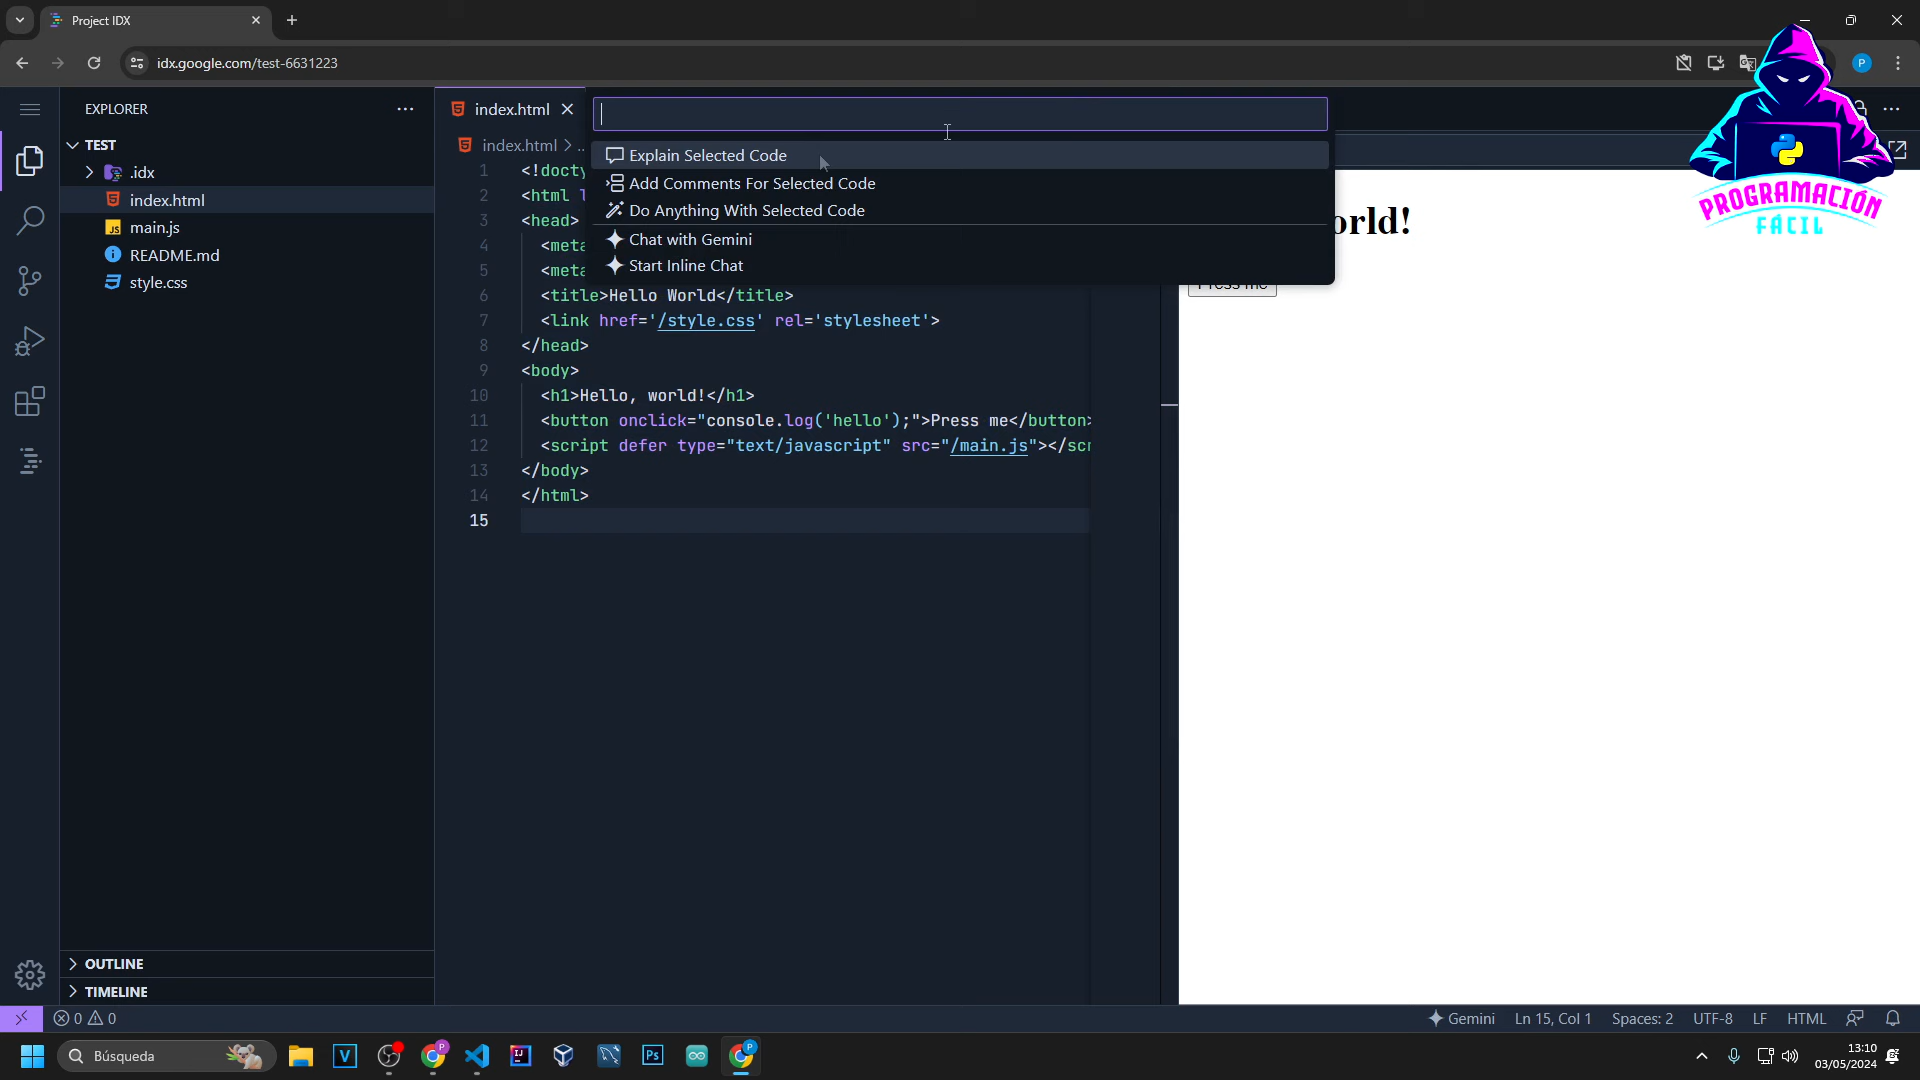 Project IDX
idx.google.com/test-6631223
P
EXPLORER
TEST
.idx
index.html
JS main.js
README.md
style.css
OUTLINE
TIMELINE
index.html
index.html > ..
Explain Selected Code
Add Comments For Selected Code
Do Anything With Selected Code
Chat with Gemini
Start Inline Chat
1 <!docty
2 <html l
3 <head>
4 <meta
5 <meta
6 <title>Hello World</title>
7 <link href='/style.css' rel='stylesheet'>
8 </head>
9 <body>
10 <h1>Hello, world!</h1>
11 <button onclick="console.log('hello');">Press me</button>
12 <script defer type="text/javascript" src="/main.js"></scr
13 </body>
14 </html>
15
orld!
Press me
PROGRAMACIÓN
FÁCIL
0 0
Gemini Ln 15, Col 1 Spaces: 2 UTF-8 LF HTML
Búsqueda
V
P
IJ
Ps
P
13:10
03/05/2024